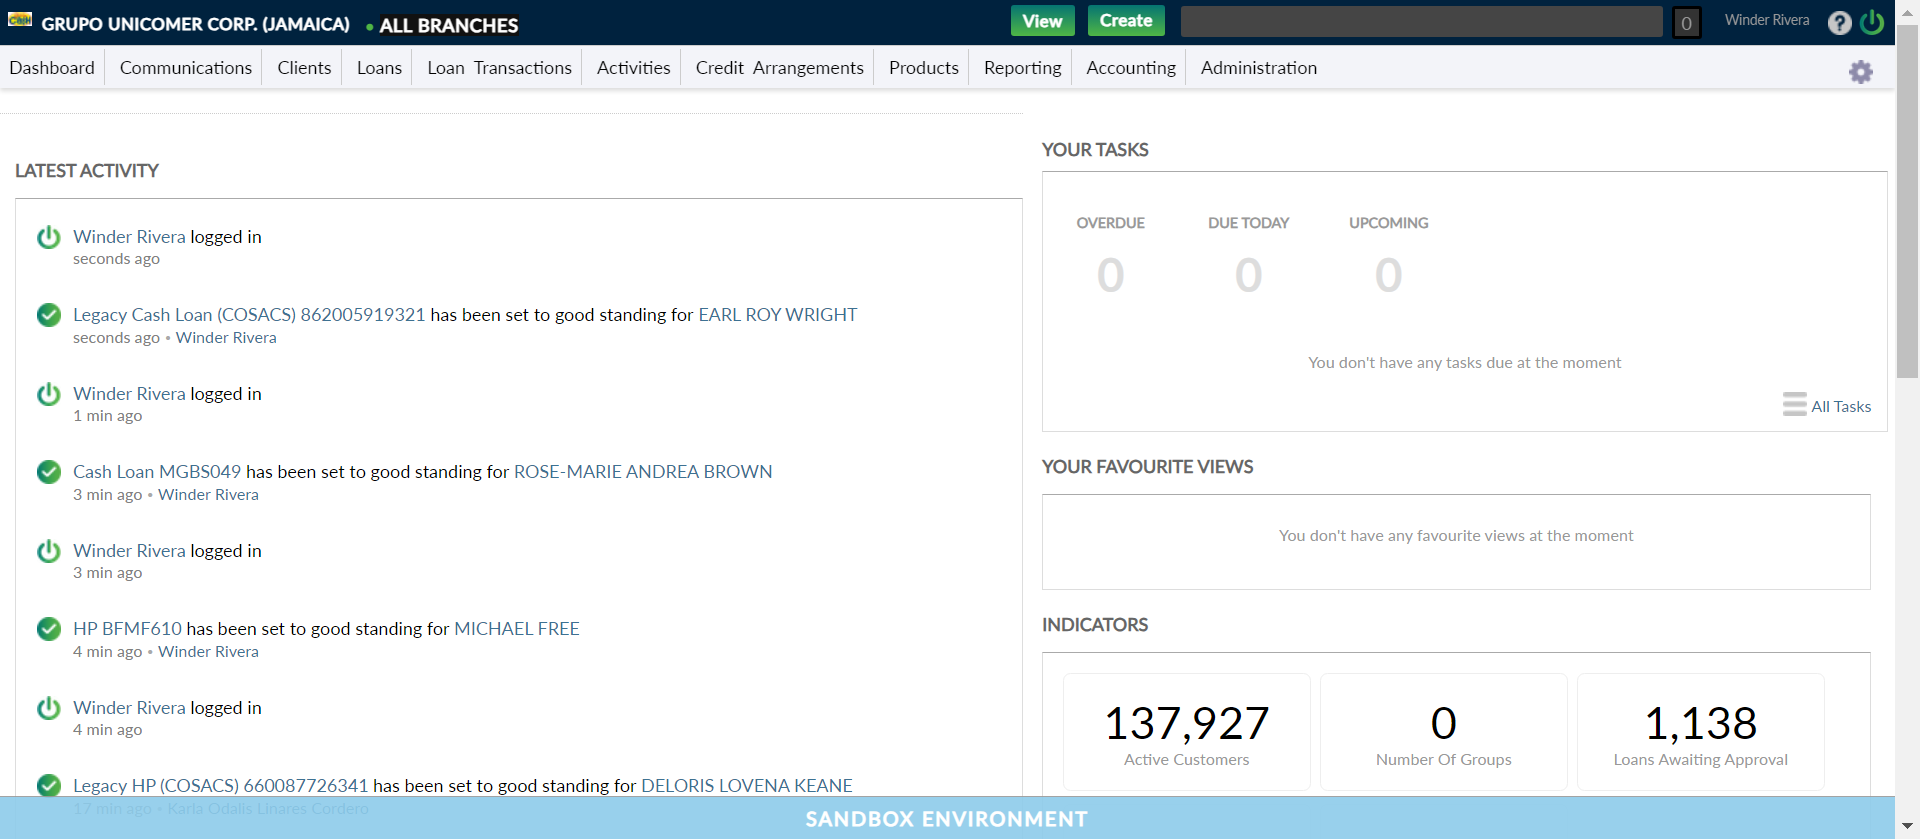 Cash GRUPO UNICOMER CORP. (JAMAICA) • ALL BRANCHES View Create 0 Winder Rivera ?
Dashboard Communications Clients Loans Loan Transactions Activities Credit Arrangements Products Reporting Accounting Administration
LATEST ACTIVITY
Winder Rivera logged in
seconds ago
Legacy Cash Loan (COSACS) 862005919321 has been set to good standing for EARL ROY WRIGHT
seconds ago • Winder Rivera
Winder Rivera logged in
1 min ago
Cash Loan MGBS049 has been set to good standing for ROSE-MARIE ANDREA BROWN
3 min ago • Winder Rivera
Winder Rivera logged in
3 min ago
HP BFMF610 has been set to good standing for MICHAEL FREE
4 min ago • Winder Rivera
Winder Rivera logged in
4 min ago
Legacy HP (COSACS) 660087726341 has been set to good standing for DELORIS LOVENA KEANE
17 min ago • Karla Odalis Linares Cordero
YOUR TASKS
OVERDUE DUE TODAY UPCOMING
0 0 0
You don't have any tasks due at the moment
All Tasks
YOUR FAVOURITE VIEWS
You don't have any favourite views at the moment
INDICATORS
137,927 0 1,138
Active Customers Number Of Groups Loans Awaiting Approval
SANDBOX ENVIRONMENT